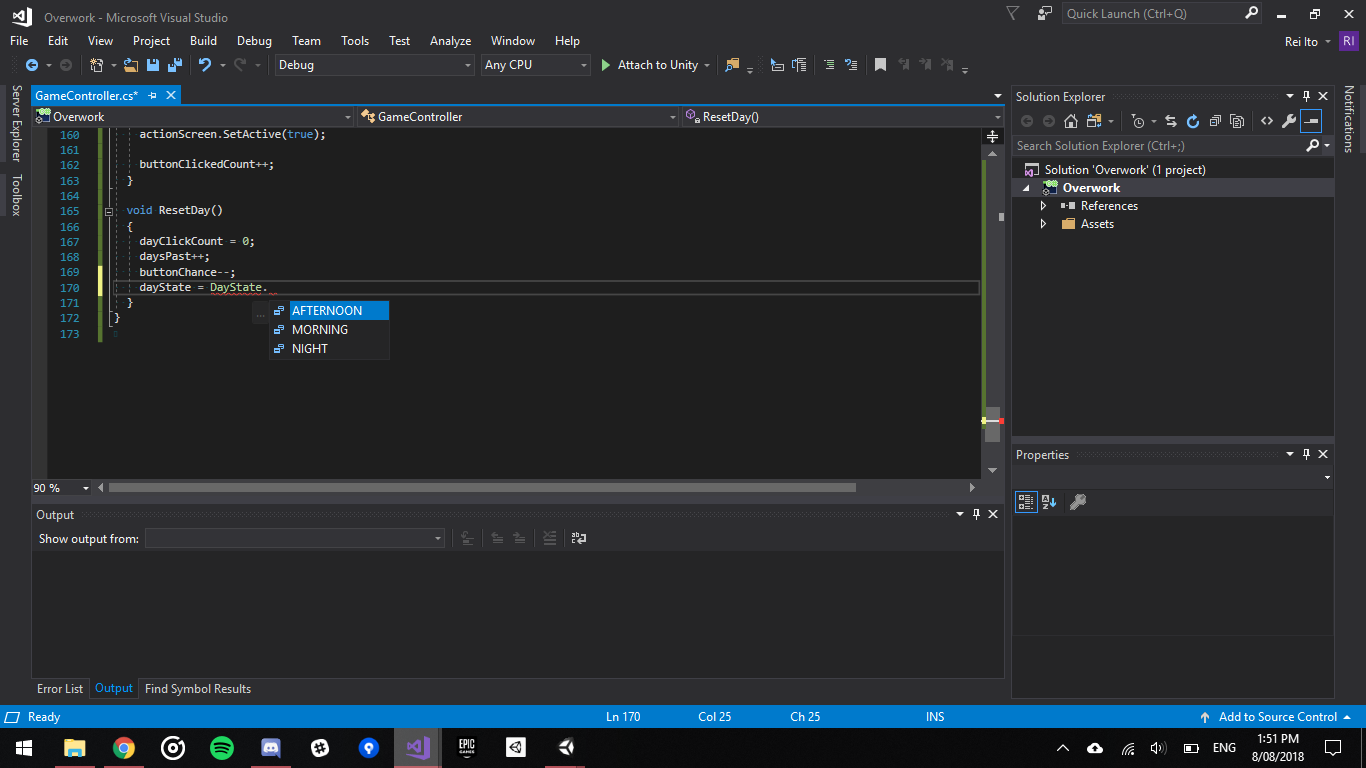 Overwork - Microsoft Visual Studio
Quick Launch (Ctrl+Q)
File Edit View Project Build Debug Team Tools Test Analyze Window Help
Rei Ito RI
Debug Any CPU Attach to Unity
Server Explorer
Toolbox
GameController.cs*
Overwork GameController ResetDay()
160 actionScreen.SetActive(true);
161
162 buttonClickedCount++;
163 }
164
165 void ResetDay()
166 {
167 dayClickCount = 0;
168 daysPast++;
169 buttonChance--;
170 dayState = DayState.
171 }
172 }
173
...
AFTERNOON
MORNING
NIGHT
90 %
Output
Show output from:
Error List Output Find Symbol Results
Solution Explorer
Search Solution Explorer (Ctrl+;)
Solution 'Overwork' (1 project)
Overwork
References
Assets
Properties
Notifications
Ready Ln 170 Col 25 Ch 25 INS Add to Source Control
EPIC GAMES
ENG
1:51 PM
8/08/2018